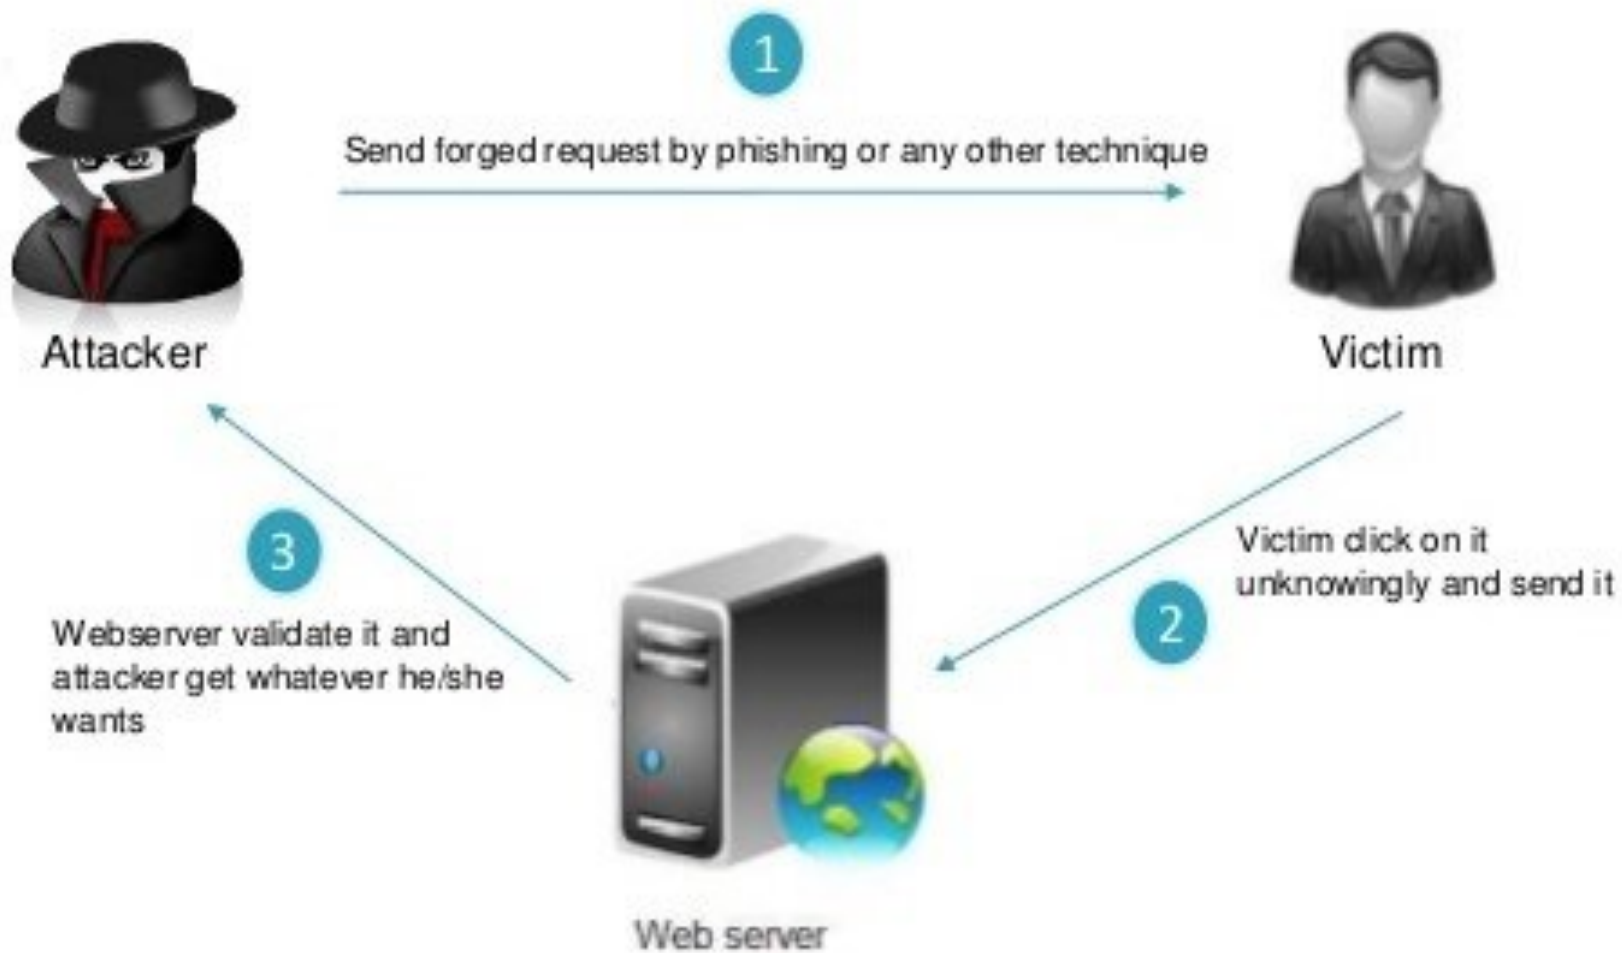 1
Send forged request by phishing or any other technique
Attacker
Victim
Victim click on it
unknowingly and send it
2
3
Webserver validate it and
attacker get whatever he/she
wants
Web server